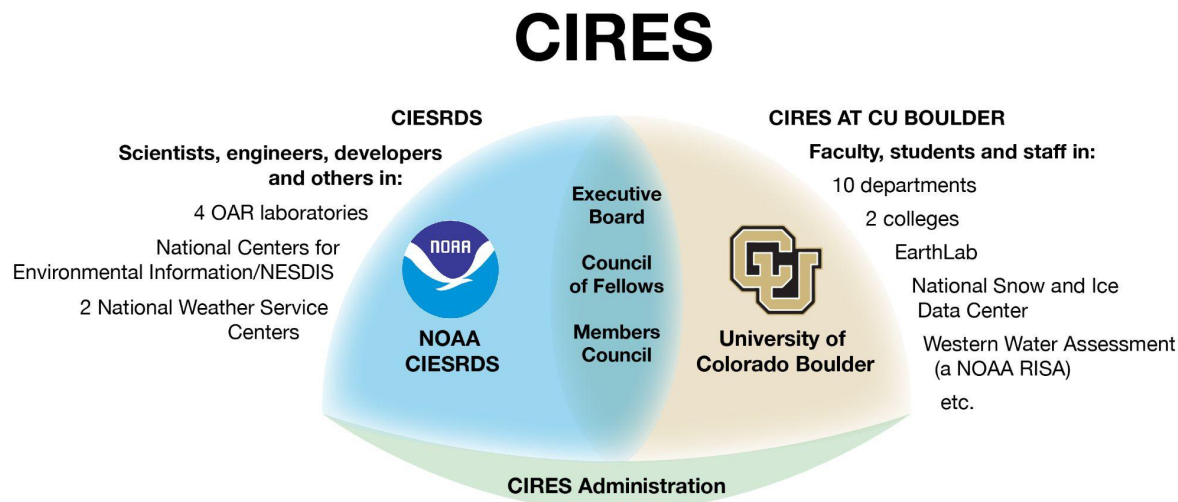 CIRES
CIESRDS
Scientists, engineers, developers
and others in:
4 OAR laboratories
National Centers for
Environmental Information/NESDIS
2 National Weather Service
Centers
NOAA
NOAA
CIESRDS
Executive
Board
Council
of Fellows
Members
Council
CU
University of
Colorado Boulder
CIRES AT CU BOULDER
Faculty, students and staff in:
10 departments
2 colleges
EarthLab
National Snow and Ice
Data Center
Western Water Assessment
(a NOAA RISA)
etc.
CIRES Administration